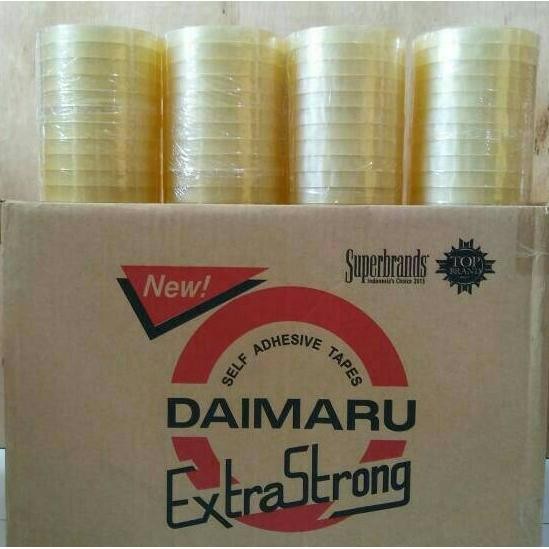 New!
Superbrands
Indonesia's Choice 2015
TOP
BRAND
SELF ADHESIVE TAPES
DAIMARU
ExtraStrong